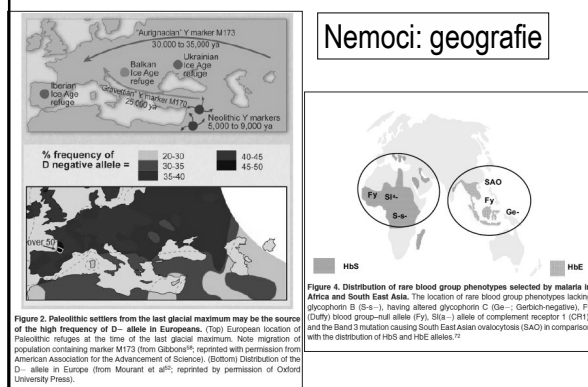 Nemoci: geografie
"Aurignacian" Y marker M173
30,000 to 35,000 ya
Ukrainian
Ice Age
refuge
Balkan
Ice Age
refuge
Iberian
Ice Age
refuge
"Gravettian" Y marker M170
25,000 ya
Neolithic Y markers
5,000 to 9,000 ya
% frequency of
D negative allele =
20-30
30-35
35-40
40-45
45-50
over 50
Figure 2. Paleolithic settlers from the last glacial maximum may be the source
of the high frequency of D− allele in Europeans. (Top) European location of
Paleolithic refuges at the time of the last glacial maximum. Note migration of
population containing marker M173 (from Gibbons58; reprinted with permission from
American Association for the Advancement of Science). (Bottom) Distribution of the
D− allele in Europe (from Mourant et al52; reprinted by permission of Oxford
University Press).
Fy
Sla-
S-s-
SAO
Fy
Ge-
HbS
HbE
Figure 4. Distribution of rare blood group phenotypes selected by malaria in
Africa and South East Asia. The location of rare blood group phenotypes lacking
glycophorin B (S-s−), having altered glycophorin C (Ge−; Gerbich-negative), Fy
(Duffy) blood group–null allele (Fy), Sl(a−) allele of complement receptor 1 (CR1),
and the Band 3 mutation causing South East Asian ovalocytosis (SAO) in comparison
with the distribution of HbS and HbE alleles.72